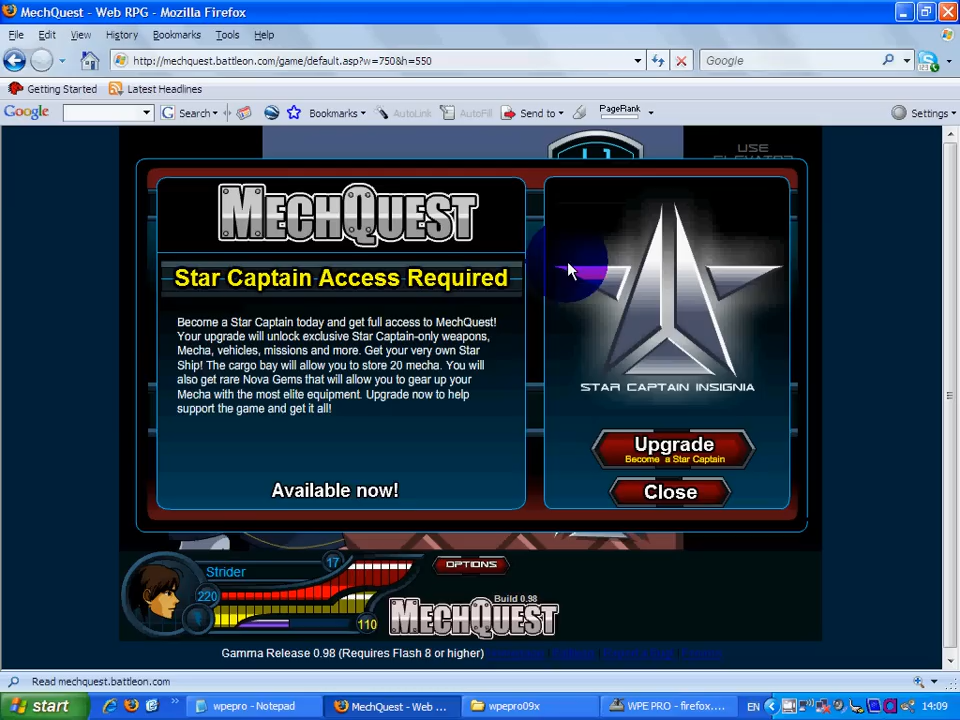 MechQuest - Web RPG - Mozilla Firefox
File Edit View History Bookmarks Tools Help
http://mechquest.battleon.com/game/default.asp?w=750&h=550
Google
Getting Started Latest Headlines
Google Search Bookmarks AutoLink AutoFill Send to PageRank Settings
USE
MECHQUEST
Star Captain Access Required
Become a Star Captain today and get full access to MechQuest!
Your upgrade will unlock exclusive Star Captain-only weapons,
Mecha, vehicles, missions and more. Get your very own Star
Ship! The cargo bay will allow you to store 20 mecha. You will
also get rare Nova Gems that will allow you to gear up your
Mecha with the most elite equipment. Upgrade now to help
support the game and get it all!
Available now!
STAR CAPTAIN INSIGNIA
Upgrade
Become a Star Captain
Close
Strider
17
220
110
OPTIONS
Build 0.98
MECHQUEST
Gamma Release 0.98 (Requires Flash 8 or higher)
Read mechquest.battleon.com
start
wpepro - Notepad
MechQuest - Web ...
wpepro09x
WPE PRO - firefox....
EN
14:09